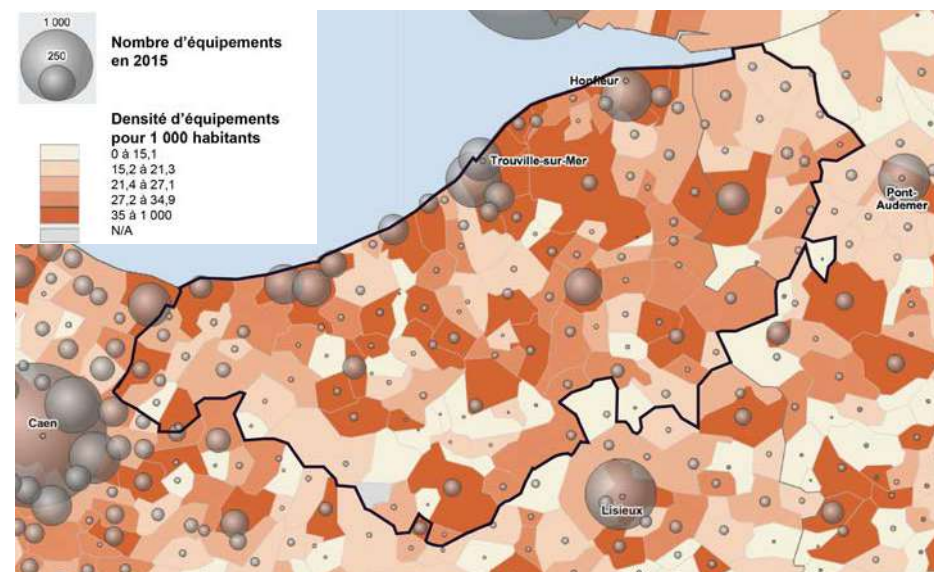 1 000
250
Nombre d'équipements
en 2015
Densité d'équipements
pour 1 000 habitants
0 à 15,1
15,2 à 21,3
21,4 à 27,1
27,2 à 34,9
35 à 1 000
N/A
Honfleur
Trouville-sur-Mer
Pont-
Audemer
Caen
Lisieux